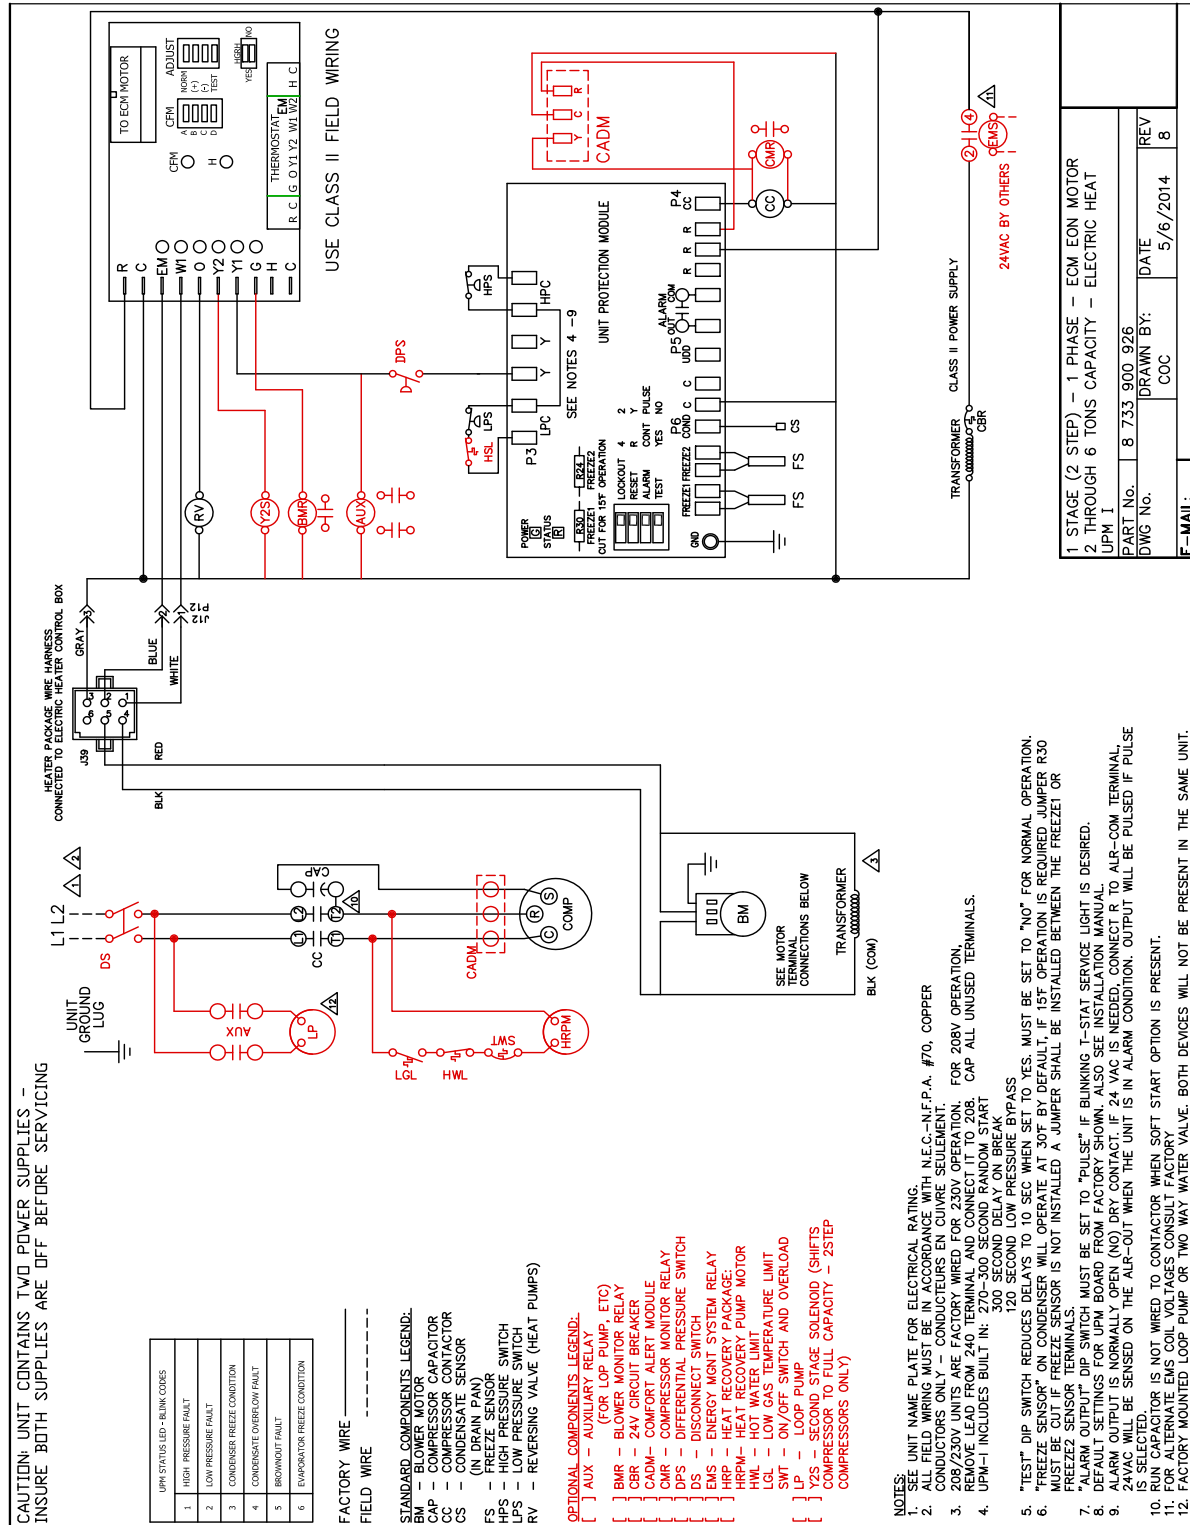 CAUTION: UNIT CONTAINS TWO POWER SUPPLIES –
INSURE BOTH SUPPLIES ARE OFF BEFORE SERVICING
UPM STATUS LED - BLINK CODES
1 HIGH PRESSURE FAULT
2 LOW PRESSURE FAULT
3 CONDENSER FREEZE CONDITION
4 CONDENSATE OVERFLOW FAULT
5 BROWNOUT FAULT
6 EVAPORATOR FREEZE CONDITION
FACTORY WIRE
FIELD WIRE
STANDARD COMPONENTS LEGEND:
BM – BLOWER MOTOR
CAP – COMPRESSOR CAPACITOR
CC – COMPRESSOR CONTACTOR
CS – CONDENSATE SENSOR
(IN DRAIN PAN)
FS – FREEZE SENSOR
HPS – HIGH PRESSURE SWITCH
LPS – LOW PRESSURE SWITCH
RV – REVERSING VALVE (HEAT PUMPS)
OPTIONAL COMPONENTS LEGEND:
[ ] AUX – AUXILIARY RELAY
(FOR LOP PUMP, ETC)
[ ] BMR – BLOWER MONITOR RELAY
[ ] CBR – 24V CIRCUIT BREAKER
[ ] CADM– COMFORT ALERT MODULE
[ ] CMR – COMPRESSOR MONITOR RELAY
[ ] DPS – DIFFERENTIAL PRESSURE SWITCH
[ ] DS – DISCONNECT SWITCH
[ ] EMS – ENERGY MGNT SYSTEM RELAY
[ ] HRP – HEAT RECOVERY PACKAGE:
HRPM– HEAT RECOVERY PUMP MOTOR
HWL – HOT WATER LIMIT
LGL – LOW GAS TEMPERATURE LIMIT
SWT – ON/OFF SWITCH AND OVERLOAD
[ ] LP – LOOP PUMP
[ ] Y2S – SECOND STAGE SOLENOID (SHIFTS
COMPRESSOR TO FULL CAPACITY – 2STEP
COMPRESSORS ONLY)
NOTES:
1. SEE UNIT NAME PLATE FOR ELECTRICAL RATING.
2. ALL FIELD WIRING MUST BE IN ACCORDANCE WITH N.E.C.–N.F.P.A. #70, COPPER
CONDUCTORS ONLY – CONDUCTEURS EN CUIVRE SEULEMENT.
3. 208/230V UNITS ARE FACTORY WIRED FOR 230V OPERATION. FOR 208V OPERATION,
REMOVE LEAD FROM 240 TERMINAL AND CONNECT IT TO 208. CAP ALL UNUSED TERMINALS.
4. UPM–I INCLUDES BUILT IN: 270–300 SECOND RANDOM START
300 SECOND DELAY ON BREAK
120 SECOND LOW PRESSURE BYPASS
5. "TEST" DIP SWITCH REDUCES DELAYS TO 10 SEC WHEN SET TO YES. MUST BE SET TO "NO" FOR NORMAL OPERATION.
6. "FREEZE SENSOR" ON CONDENSER WILL OPERATE AT 30°F BY DEFAULT, IF 15°F OPERATION IS REQUIRED JUMPER R30
MUST BE CUT IF FREEZE SENSOR IS NOT INSTALLED A JUMPER SHALL BE INSTALLED BETWEEN THE FREEZE1 OR
FREEZE2 SENSOR TERMINALS.
7. "ALARM OUTPUT" DIP SWITCH MUST BE SET TO "PULSE" IF BLINKING T–STAT SERVICE LIGHT IS DESIRED.
8. DEFAULT SETTINGS FOR UPM BOARD FROM FACTORY SHOWN. ALSO SEE INSTALLATION MANUAL.
9. ALARM OUTPUT IS NORMALLY OPEN (NO) DRY CONTACT. IF 24 VAC IS NEEDED, CONNECT R TO ALR–COM TERMINAL,
24VAC WILL BE SENSED ON THE ALR–OUT WHEN THE UNIT IS IN ALARM CONDITION. OUTPUT WILL BE PULSED IF PULSE
IS SELECTED.
10. RUN CAPACITOR IS NOT WIRED TO CONTACTOR WHEN SOFT START OPTION IS PRESENT.
11. FOR ALTERNATE EMS COIL VOLTAGES CONSULT FACTORY
12. FACTORY MOUNTED LOOP PUMP OR TWO WAY WATER VALVE. BOTH DEVICES WILL NOT BE PRESENT IN THE SAME UNIT.
UNIT
GROUND
LUG
L1 L2
DS
1
2
AUX
LP
12
L1 L2
CC
T1 T2
CAP
10
CADM
C R S
COMP
LGL
HWL
SWT
HRPM
HEATER PACKAGE WIRE HARNESS
CONNECTED TO ELECTRIC HEATER CONTROL BOX
J39
6 5 4
3 2 1
BLK
RED
GRAY
BLUE
WHITE
3
2
1
J12
P12
BM
SEE MOTOR
TERMINAL
CONNECTIONS BELOW
TRANSFORMER
3
BLK (COM)
TO ECM MOTOR
CFM
A
B
C
D
ADJUST
NORM
(+)
(-)
TEST
HGRH
YES
NO
CFM
H
THERMOSTAT
EM
R C G O Y1 Y2 W1 W2 H C
R
C
EM
W1
O
Y2
Y1
G
H
C
USE CLASS II FIELD WIRING
RV
Y2S
BMR
AUX
DPS
HSL
LPS
HPS
P3
LPC
Y
Y
HPC
SEE NOTES 4 –9
UNIT PROTECTION MODULE
POWER
G
STATUS
R
R30
FREEZE1
R24
FREEZE2
CUT FOR 15°F OPERATION
LOCKOUT 4 2
RESET R Y
ALARM CONT PULSE
TEST YES NO
GND
FREEZE1
FREEZE2
P6
COND
C
C
UDD
P5
OUT
ALARM
COM
R
R
R
P4
CC
FS
FS
CS
CADM
Y C R
CMR
CC
TRANSFORMER
CBR
CLASS II POWER SUPPLY
2
4
EMS
11
24VAC BY OTHERS
1 STAGE (2 STEP) – 1 PHASE – ECM EON MOTOR
2 THROUGH 6 TONS CAPACITY – ELECTRIC HEAT
UPM I
PART No. 8 733 900 926
DWG No.
DRAWN BY:
COC
DATE
5/6/2014
REV
8
E–MAIL: